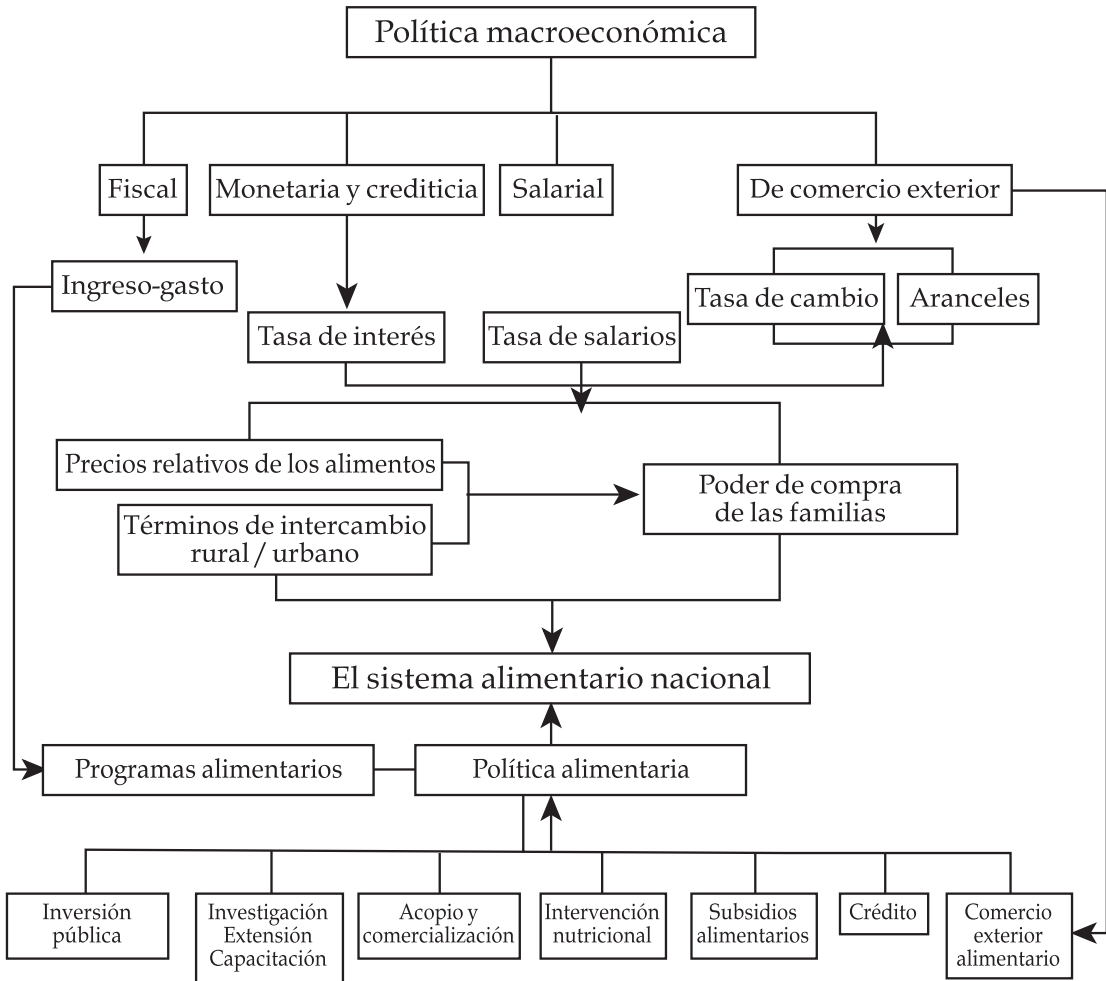 Política macroeconómica
Fiscal
Monetaria y crediticia
Salarial
De comercio exterior
Ingreso-gasto
Tasa de cambio
Aranceles
Tasa de interés
Tasa de salarios
Precios relativos de los alimentos
Poder de compra
de las familias
Términos de intercambio
rural / urbano
El sistema alimentario nacional
Programas alimentarios
Política alimentaria
Inversión
pública
Investigación
Extensión
Capacitación
Acopio y
comercialización
Intervención
nutricional
Subsidios
alimentarios
Crédito
Comercio
exterior
alimentario